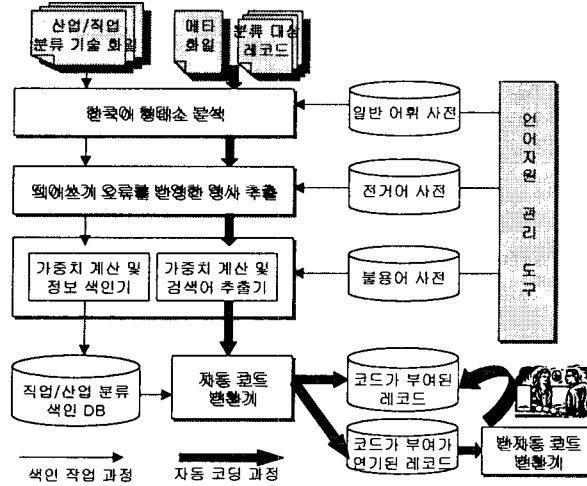 산업/직업
분류 기술 화일
메타
화일
분류 대상
레코드
한국어 형태소 분석
일반 어휘 사전
띄어쓰기 오류를 반영한 명사 추출
전거어 사전
언어자원 관리 도구
가중치 계산 및
정보 색인기
가중치 계산 및
검색어 추출기
불용어 사전
직업/산업 분류
색인 DB
자동 코드
변환기
코드가 부여된
레코드
코드가 부여가
연기된 레코드
반자동 코드
변환기
색인 작업 과정
자동 코딩 과정